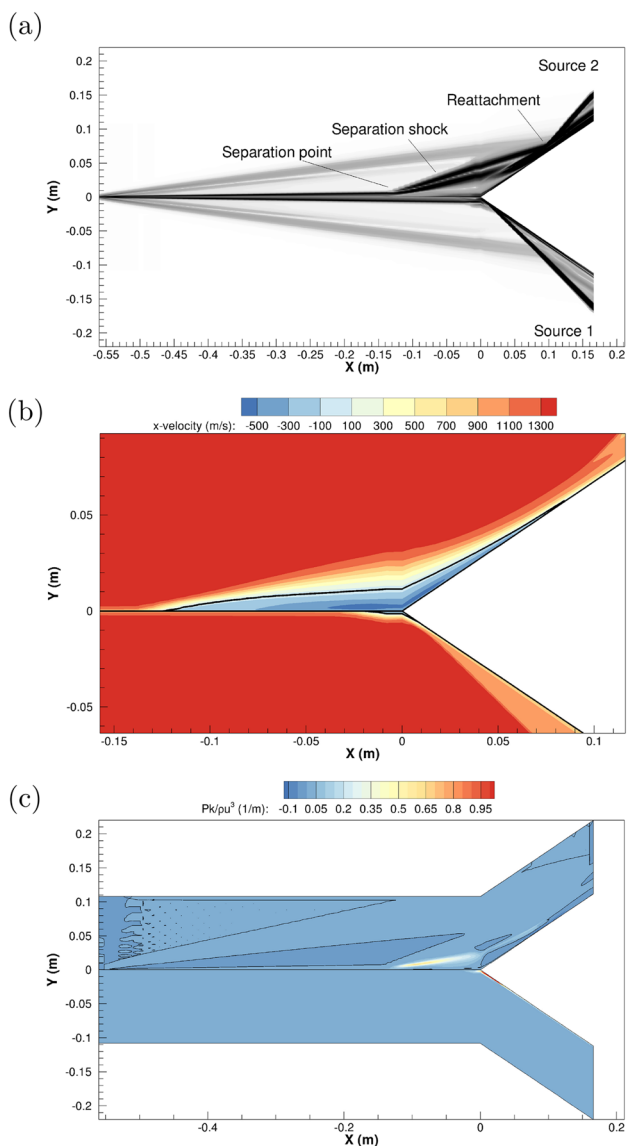 (a)
0.2
0.15
0.1
0.05
0
-0.05
-0.1
-0.15
-0.2
Y (m)
Source 2
Reattachment
Separation shock
Separation point
Source 1
-0.55 -0.5 -0.45 -0.4 -0.35 -0.3 -0.25 -0.2 -0.15 -0.1 -0.05 0 0.05 0.1 0.15 0.2
X (m)
(b)
x-velocity (m/s): -500 -300 -100 100 300 500 700 900 1100 1300
0.05
0
-0.05
Y (m)
-0.15 -0.1 -0.05 0 0.05 0.1
X (m)
(c)
Pk/ρu³ (1/m): -0.1 0.05 0.2 0.35 0.5 0.65 0.8 0.95
0.2
0.15
0.1
0.05
0
-0.05
-0.1
-0.15
-0.2
Y (m)
-0.4 -0.2 0 0.2
X (m)